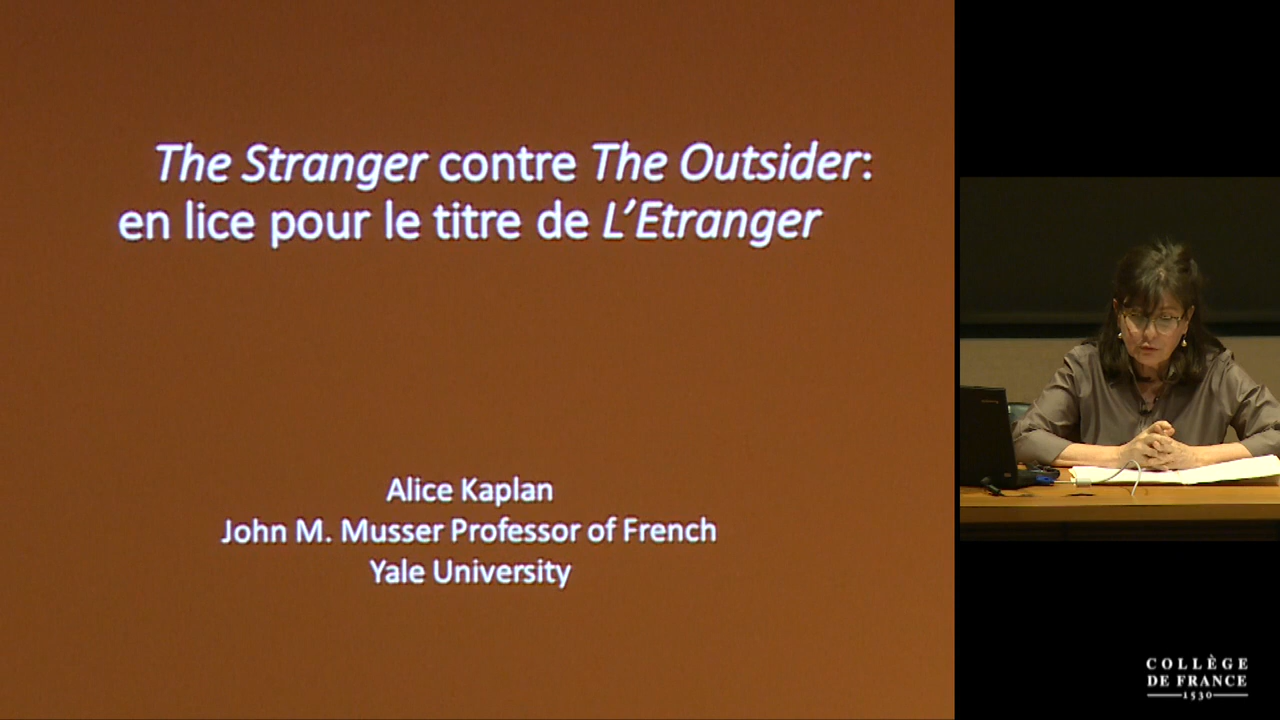 The Stranger contre The Outsider:
en lice pour le titre de L’Etranger
Alice Kaplan
John M. Musser Professor of French
Yale University
COLLÈGE
DE FRANCE
1530